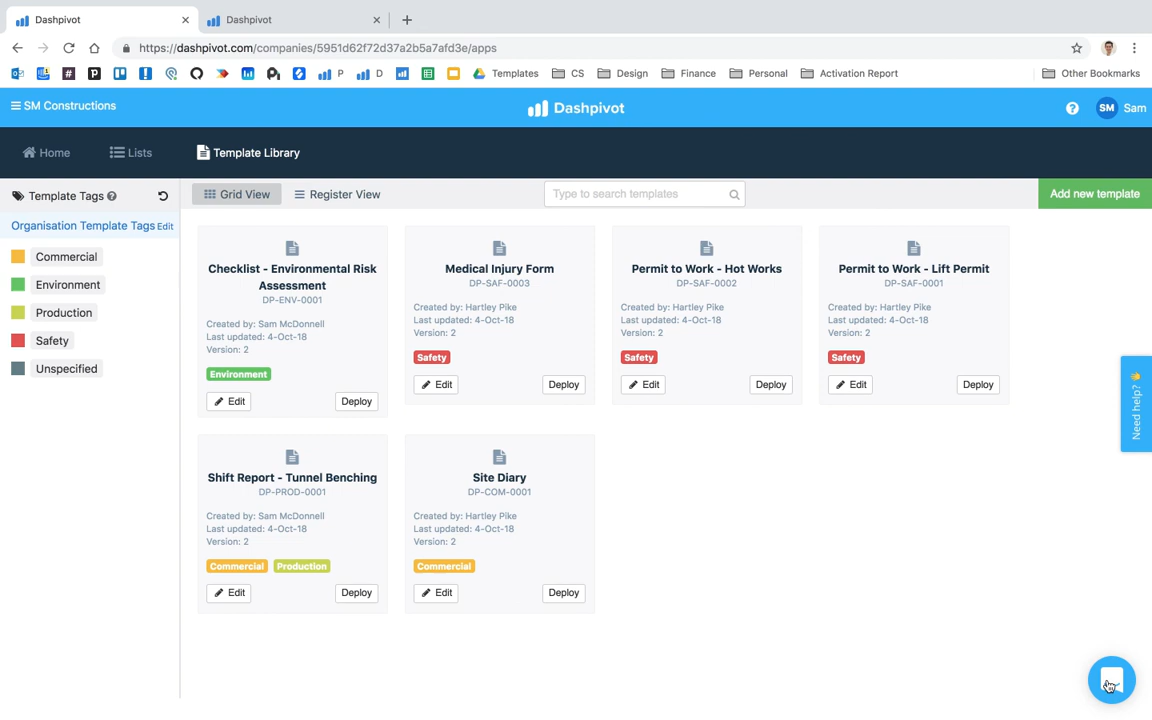 Dashpivot
Dashpivot
https://dashpivot.com/companies/5951d62f72d37a2b5a7afd3e/apps
P
D
Templates
CS
Design
Finance
Personal
Activation Report
Other Bookmarks
SM Constructions
Dashpivot
?
SM
Sam
Home
Lists
Template Library
Template Tags ?
Grid View
Register View
Type to search templates
Add new template
Organisation Template Tags Edit
Commercial
Environment
Production
Safety
Unspecified
Checklist - Environmental Risk
Assessment
DP-ENV-0001
Created by: Sam McDonnell
Last updated: 4-Oct-18
Version: 2
Environment
Edit
Deploy
Medical Injury Form
DP-SAF-0003
Created by: Hartley Pike
Last updated: 4-Oct-18
Version: 2
Safety
Edit
Deploy
Permit to Work - Hot Works
DP-SAF-0002
Created by: Hartley Pike
Last updated: 4-Oct-18
Version: 2
Safety
Edit
Deploy
Permit to Work - Lift Permit
DP-SAF-0001
Created by: Hartley Pike
Last updated: 4-Oct-18
Version: 2
Safety
Edit
Deploy
Shift Report - Tunnel Benching
DP-PROD-0001
Created by: Sam McDonnell
Last updated: 4-Oct-18
Version: 2
Commercial
Production
Edit
Deploy
Site Diary
DP-COM-0001
Created by: Hartley Pike
Last updated: 4-Oct-18
Version: 2
Commercial
Edit
Deploy
Need help?